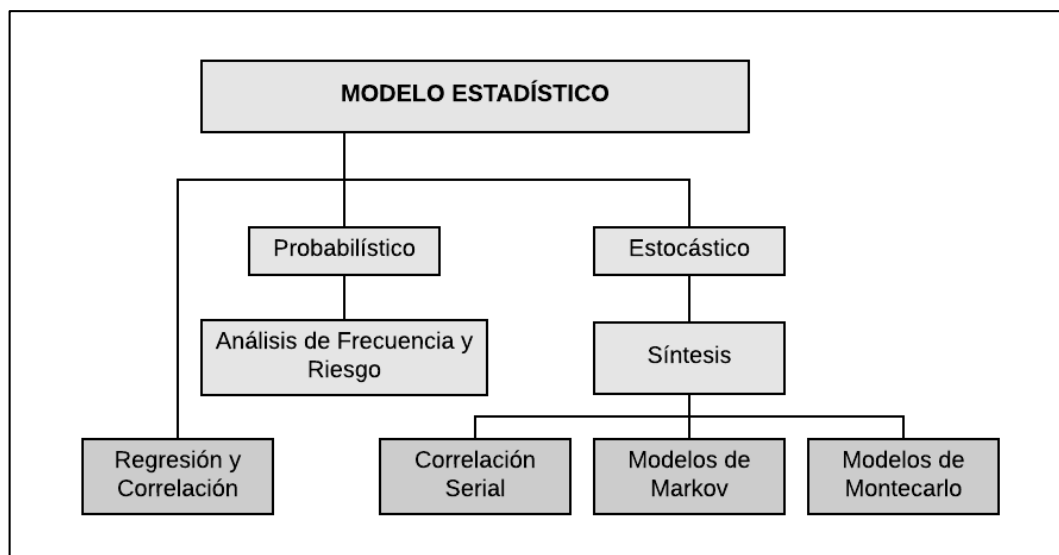 MODELO ESTADÍSTICO
Probabilístico
Estocástico
Análisis de Frecuencia y
Riesgo
Síntesis
Regresión y
Correlación
Correlación
Serial
Modelos de
Markov
Modelos de
Montecarlo